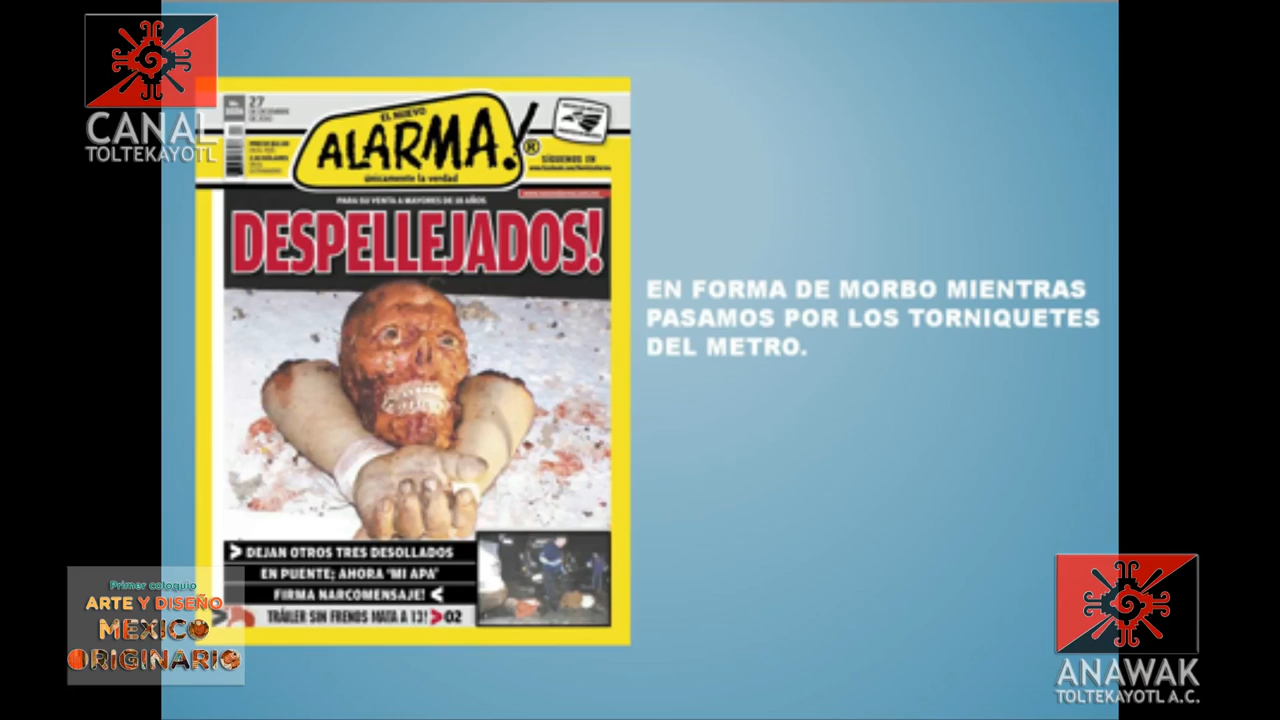 CANAL
TOLTEKAYOTL
27
EL NUEVO
ALARMA!®
únicamente la verdad
SÍGUENOS EN
PARA SU VENTA A MAYORES DE 18 AÑOS
DESPELLEJADOS!
EN FORMA DE MORBO MIENTRAS
PASAMOS POR LOS TORNIQUETES
DEL METRO.
> DEJAN OTROS TRES DESOLLADOS
EN PUENTE; AHORA "MI APA"
FIRMA NARCOMENSAJE! <
TRÁILER SIN FRENOS MATA A 13! > 02
Primer coloquio
ARTE Y DISEÑO
MÉXICO
ORIGINARIO
ANAWAK
TOLTEKAYOTL A.C.